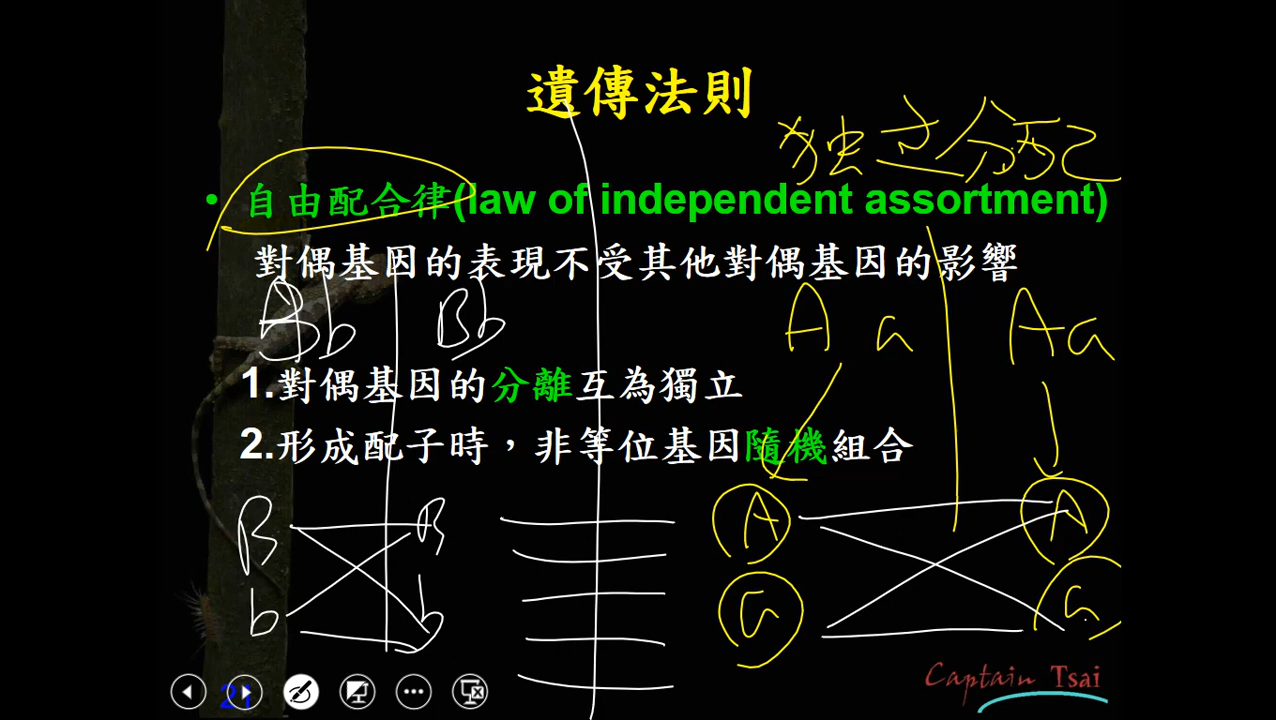 遺傳法則
独立分配
• 自由配合律(law of independent assortment)
對偶基因的表現不受其他對偶基因的影響
Bb Bb A a Aa
1.對偶基因的分離互為獨立
2.形成配子時，非等位基因隨機組合
B B A A
b b a a
Captain Tsai
21